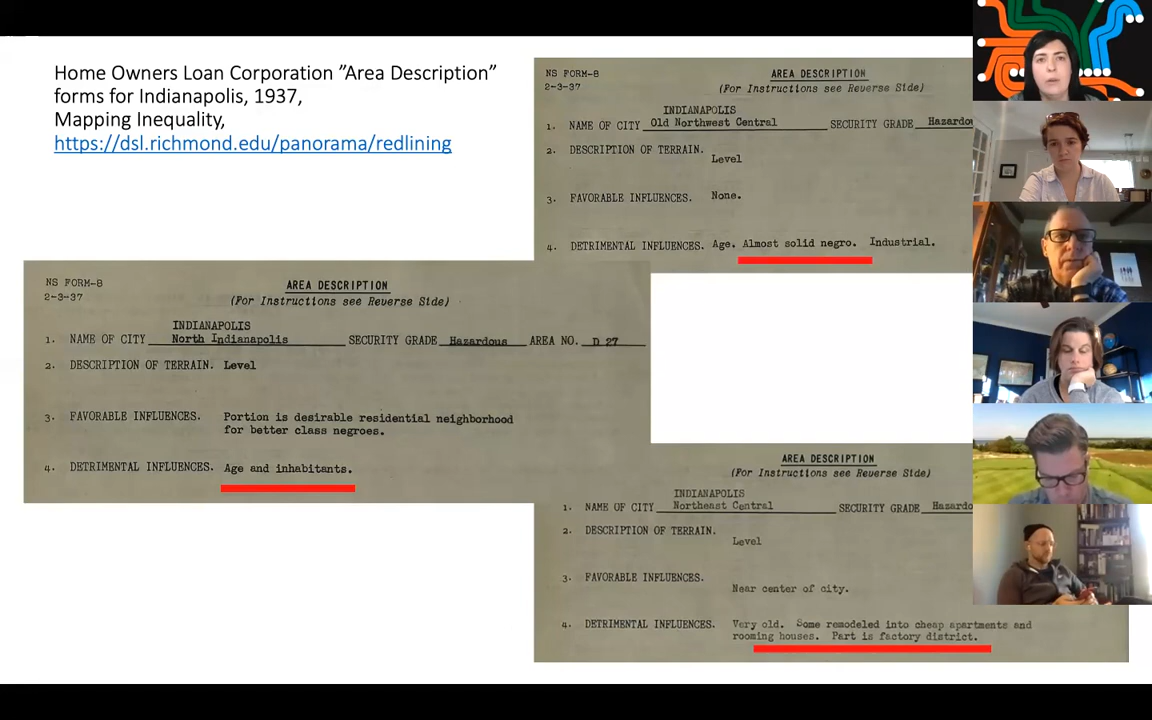 Home Owners Loan Corporation ”Area Description”
forms for Indianapolis, 1937,
Mapping Inequality,
https://dsl.richmond.edu/panorama/redlining
NS FORM-8
2-3-37
AREA DESCRIPTION
(For Instructions see Reverse Side)
INDIANAPOLIS
1. NAME OF CITY Old Northwest Central SECURITY GRADE
2. DESCRIPTION OF TERRAIN.
Level
3. FAVORABLE INFLUENCES. None.
4. DETRIMENTAL INFLUENCES. Age. Almost solid negro. Industrial.
NS FORM-8
2-3-37
AREA DESCRIPTION
(For Instructions see Reverse Side)
INDIANAPOLIS
1. NAME OF CITY North Indianapolis SECURITY GRADE Hazardous AREA NO. D 27
2. DESCRIPTION OF TERRAIN. Level
3. FAVORABLE INFLUENCES. Portion is desirable residential neighborhood
for better class negroes.
4. DETRIMENTAL INFLUENCES. Age and inhabitants.
AREA DESCRIPTION
(For Instructions see Reverse Side)
INDIANAPOLIS
1. NAME OF CITY Northeast Central SECURITY GRADE
2. DESCRIPTION OF TERRAIN.
Level
3. FAVORABLE INFLUENCES.
Near center of city.
4. DETRIMENTAL INFLUENCES. Very old. Some remodeled into cheap apartments and
rooming houses. Part is factory district.